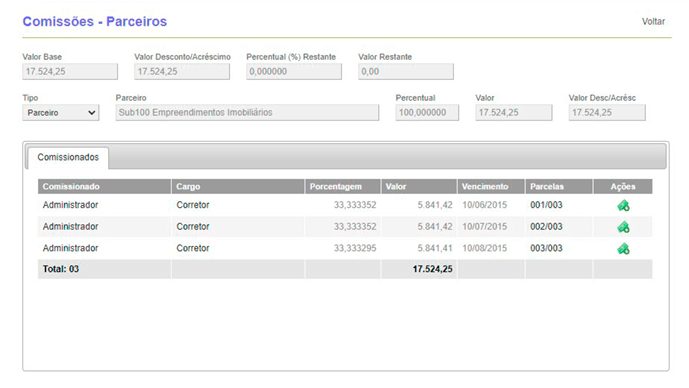 Comissões - Parceiros
Voltar
Valor Base Valor Desconto/Acréscimo Percentual (%) Restante Valor Restante
17.524,25 17.524,25 0,000000 0,00
Tipo Parceiro Percentual Valor Valor Desc/Acrésc
Parceiro Sub100 Empreendimentos Imobiliários 100,000000 17.524,25 17.524,25
Comissionados
Comissionado Cargo Porcentagem Valor Vencimento Parcelas Ações
Administrador Corretor 33,333352 5.841,42 10/06/2015 001/003
Administrador Corretor 33,333352 5.841,42 10/07/2015 002/003
Administrador Corretor 33,333295 5.841,41 10/08/2015 003/003
Total: 03 17.524,25